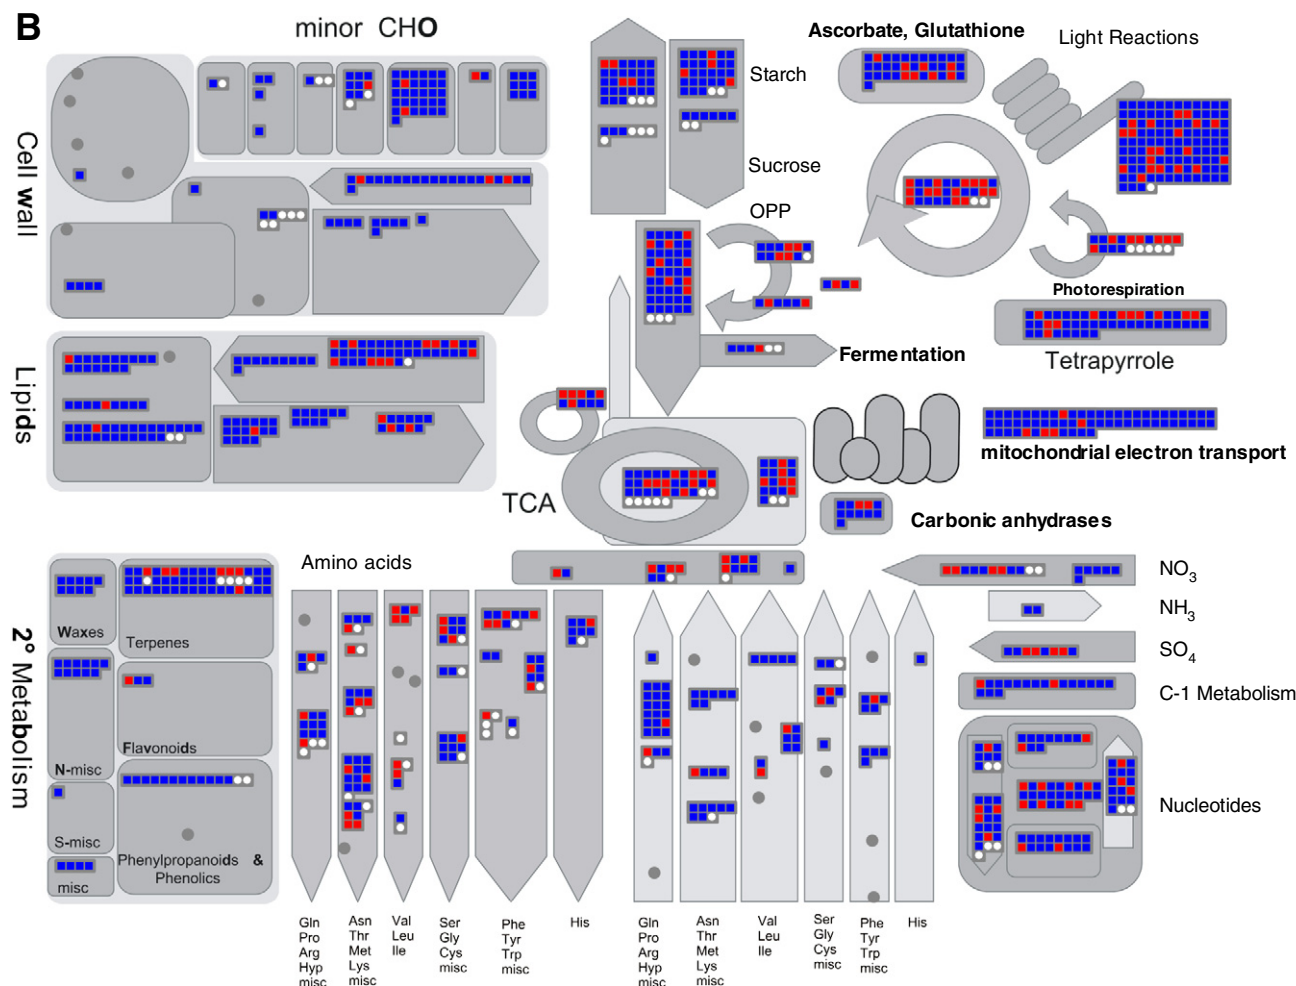 B
minor CHO
Ascorbate, Glutathione
Light Reactions
Starch
Sucrose
OPP
Cell wall
Photorespiration
Tetrapyrrole
Fermentation
Lipids
mitochondrial electron transport
TCA
Carbonic anhydrases
Amino acids
NO3
NH3
SO4
C-1 Metabolism
Nucleotides
2° Metabolism
Waxes
Terpenes
N-misc
Flavonoids
S-misc
Phenylpropanoids &
Phenolics
misc
Gln
Pro
Arg
Hyp
misc
Asn
Thr
Met
Lys
misc
Val
Leu
Ile
Ser
Gly
Cys
misc
Phe
Tyr
Trp
misc
His
Gln
Pro
Arg
Hyp
misc
Asn
Thr
Met
Lys
misc
Val
Leu
Ile
Ser
Gly
Cys
misc
Phe
Tyr
Trp
misc
His